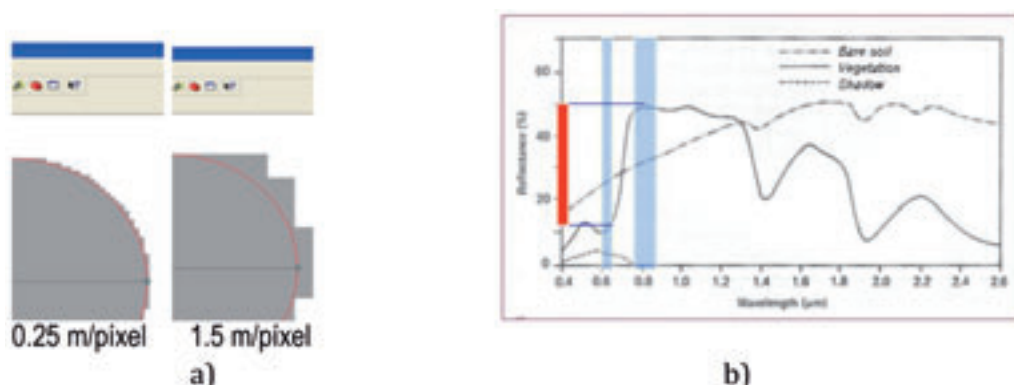 0.25 m/pixel
1.5 m/pixel
a)
Bare soil
Vegetation
Shadow
Reflectance (%)
60
40
20
0
0.4 0.6 0.8 1.0 1.2 1.4 1.6 1.8 2.0 2.2 2.4 2.6
Wavelength (µm)
b)